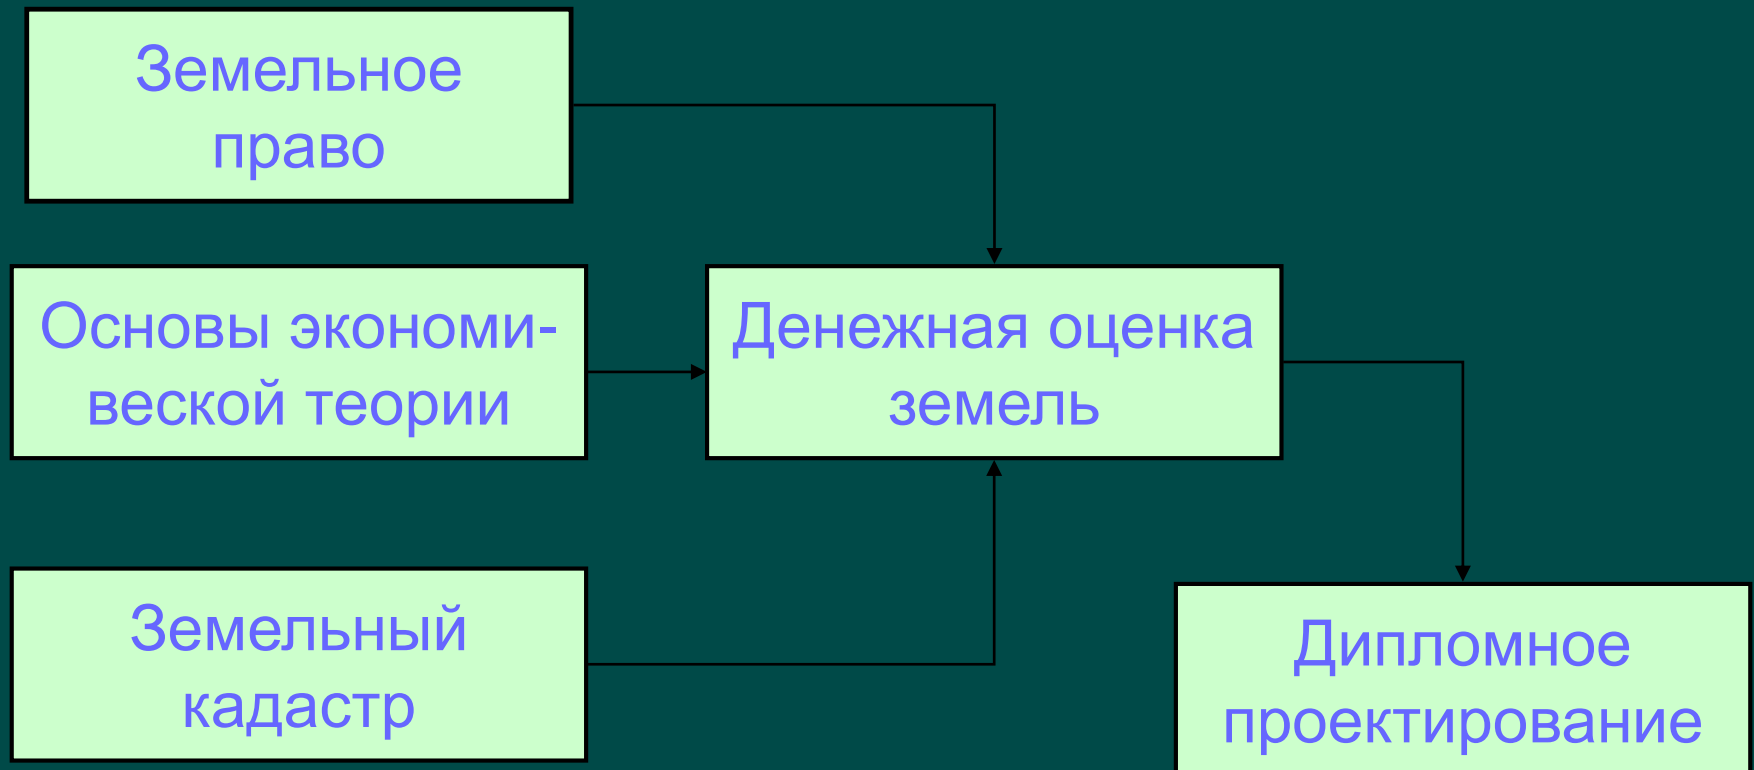 Земельное
право
Основы экономи-
веской теории
Денежная оценка
земель
Земельный
кадастр
Дипломное
проектирование